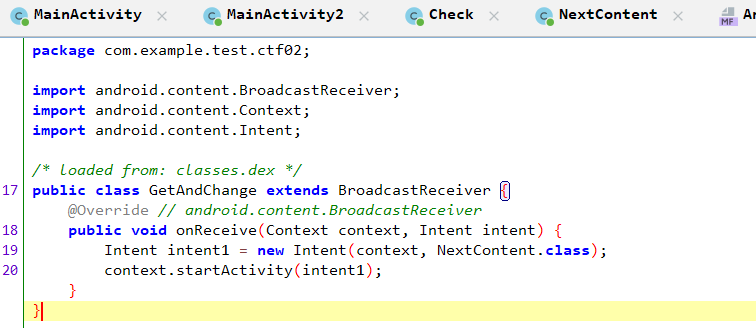 MainActivity MainActivity2 Check NextContent MF
package com.example.test.ctf02;
import android.content.BroadcastReceiver;
import android.content.Context;
import android.content.Intent;
/* loaded from: classes.dex */
17 public class GetAndChange extends BroadcastReceiver {
@Override // android.content.BroadcastReceiver
18 public void onReceive(Context context, Intent intent) {
19 Intent intent1 = new Intent(context, NextContent.class);
20 context.startActivity(intent1);
}
}